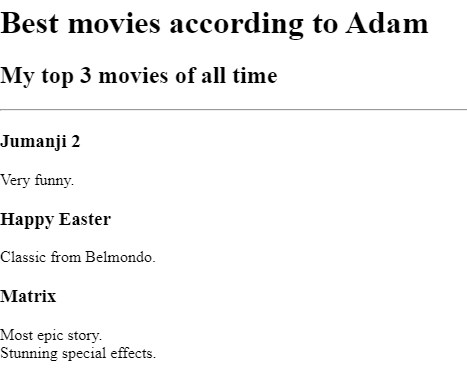 Best movies according to Adam
My top 3 movies of all time
Jumanji 2
Very funny.
Happy Easter
Classic from Belmondo.
Matrix
Most epic story.
Stunning special effects.